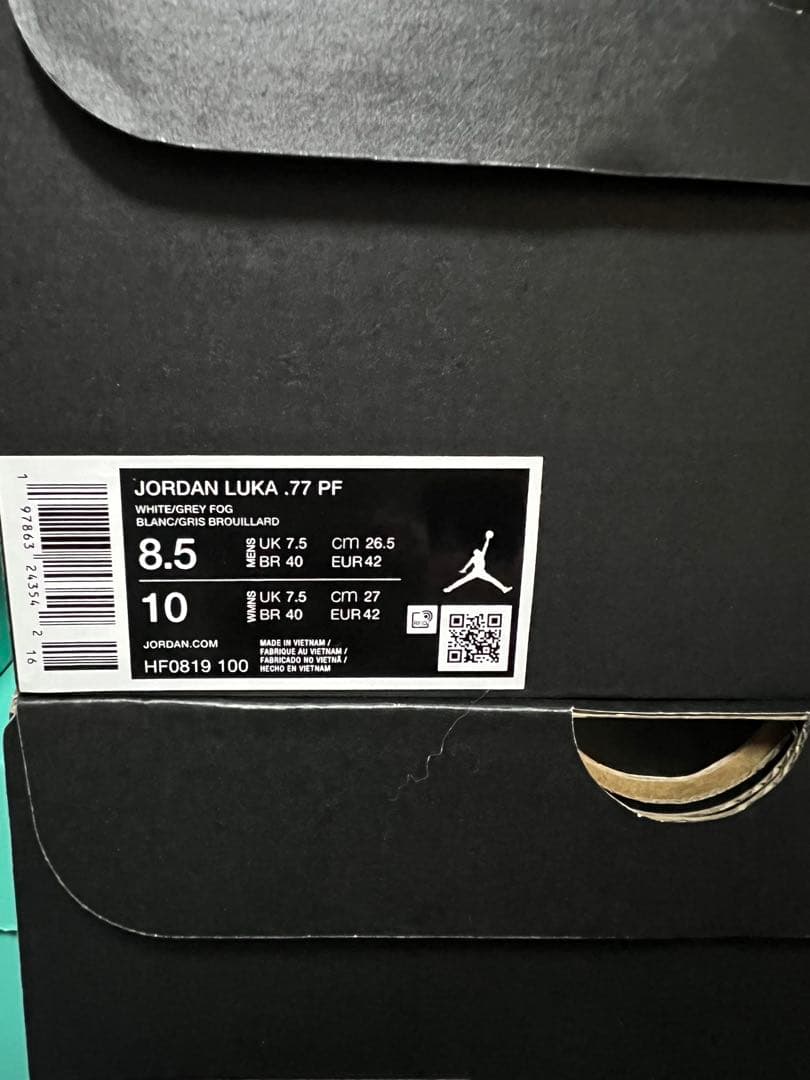 JORDAN LUKA .77 PF
WHITE/GREY FOG
BLANC/GRIS BROUILLARD
8.5 MENS UK 7.5 cm 26.5
BR 40 EUR 42
10 WMNS UK 7.5 cm 27
BR 40 EUR 42
RFID
JORDAN.COM
HF0819 100
MADE IN VIETNAM /
FABRIQUÉ AU VIETNAM /
FABRICADO NO VIETNÃ /
HECHO EN VIETNAM
1 97863 24354 2 16